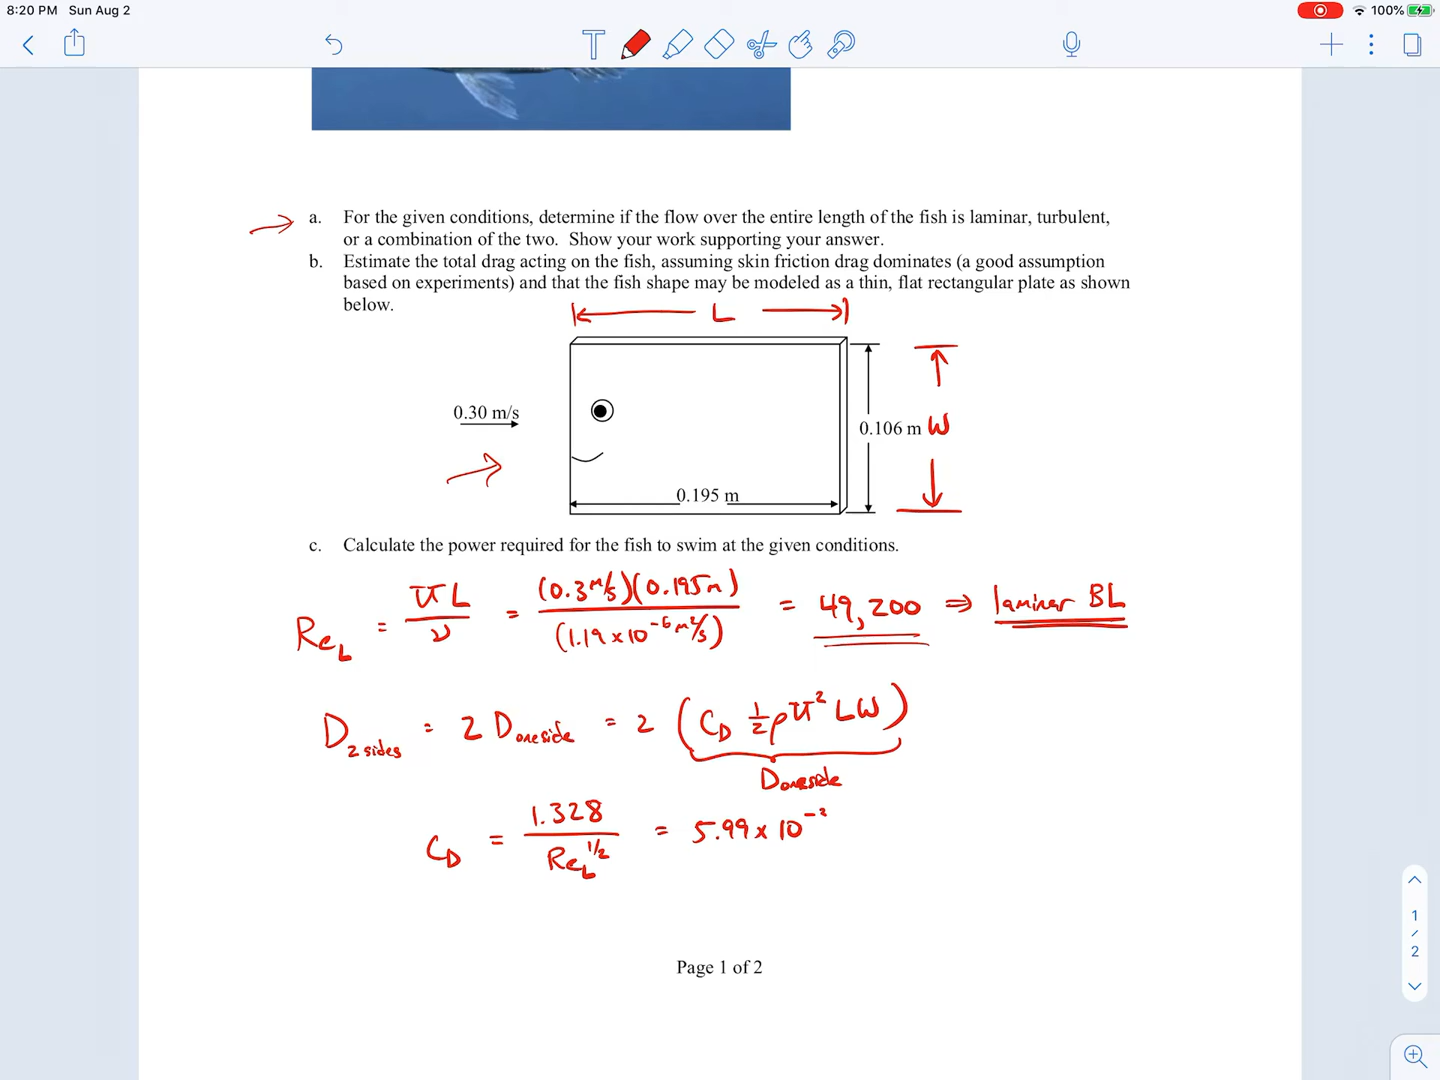 8:20 PM Sun Aug 2
100%
a. For the given conditions, determine if the flow over the entire length of the fish is laminar, turbulent,
or a combination of the two. Show your work supporting your answer.
b. Estimate the total drag acting on the fish, assuming skin friction drag dominates (a good assumption
based on experiments) and that the fish shape may be modeled as a thin, flat rectangular plate as shown
below.
L
0.30 m/s
0.106 m W
0.195 m
c. Calculate the power required for the fish to swim at the given conditions.
Re_L = UL/ν = (0.3 m/s)(0.195m)/(1.19 x 10^-6 m²/s) = 49,200 ⇒ laminar BL
D_2 sides = 2 D_one side = 2 (C_D ½ρU² LW)
D_one side
C_D = 1.328/Re_L^1/2 = 5.99 x 10^-3
Page 1 of 2
1
/
2